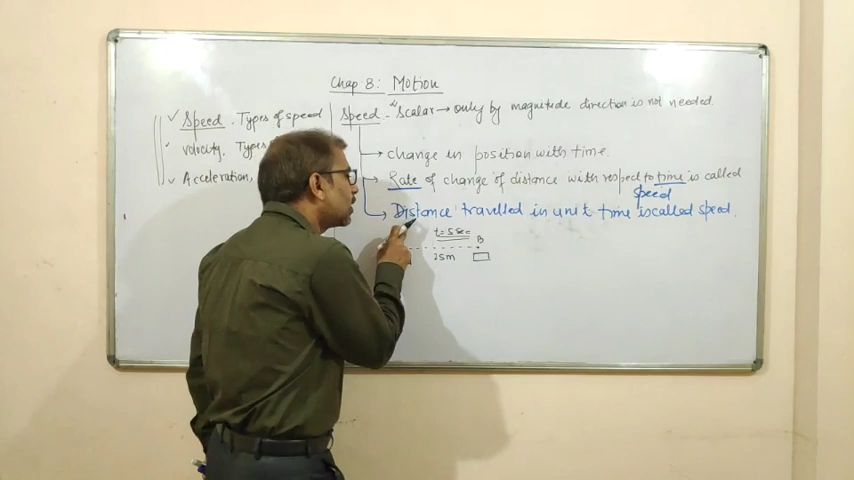 Chap 8: Motion
✓ Speed. Types of speed
✓ Velocity. Types
✓ Acceleration,
Speed - Scalar → only by magnitude direction is not needed.
→ change in position with time.
→ Rate of change of distance with respect to time is called
speed
→ Distance travelled in unit time is called speed.
t=5 sec
B
25m